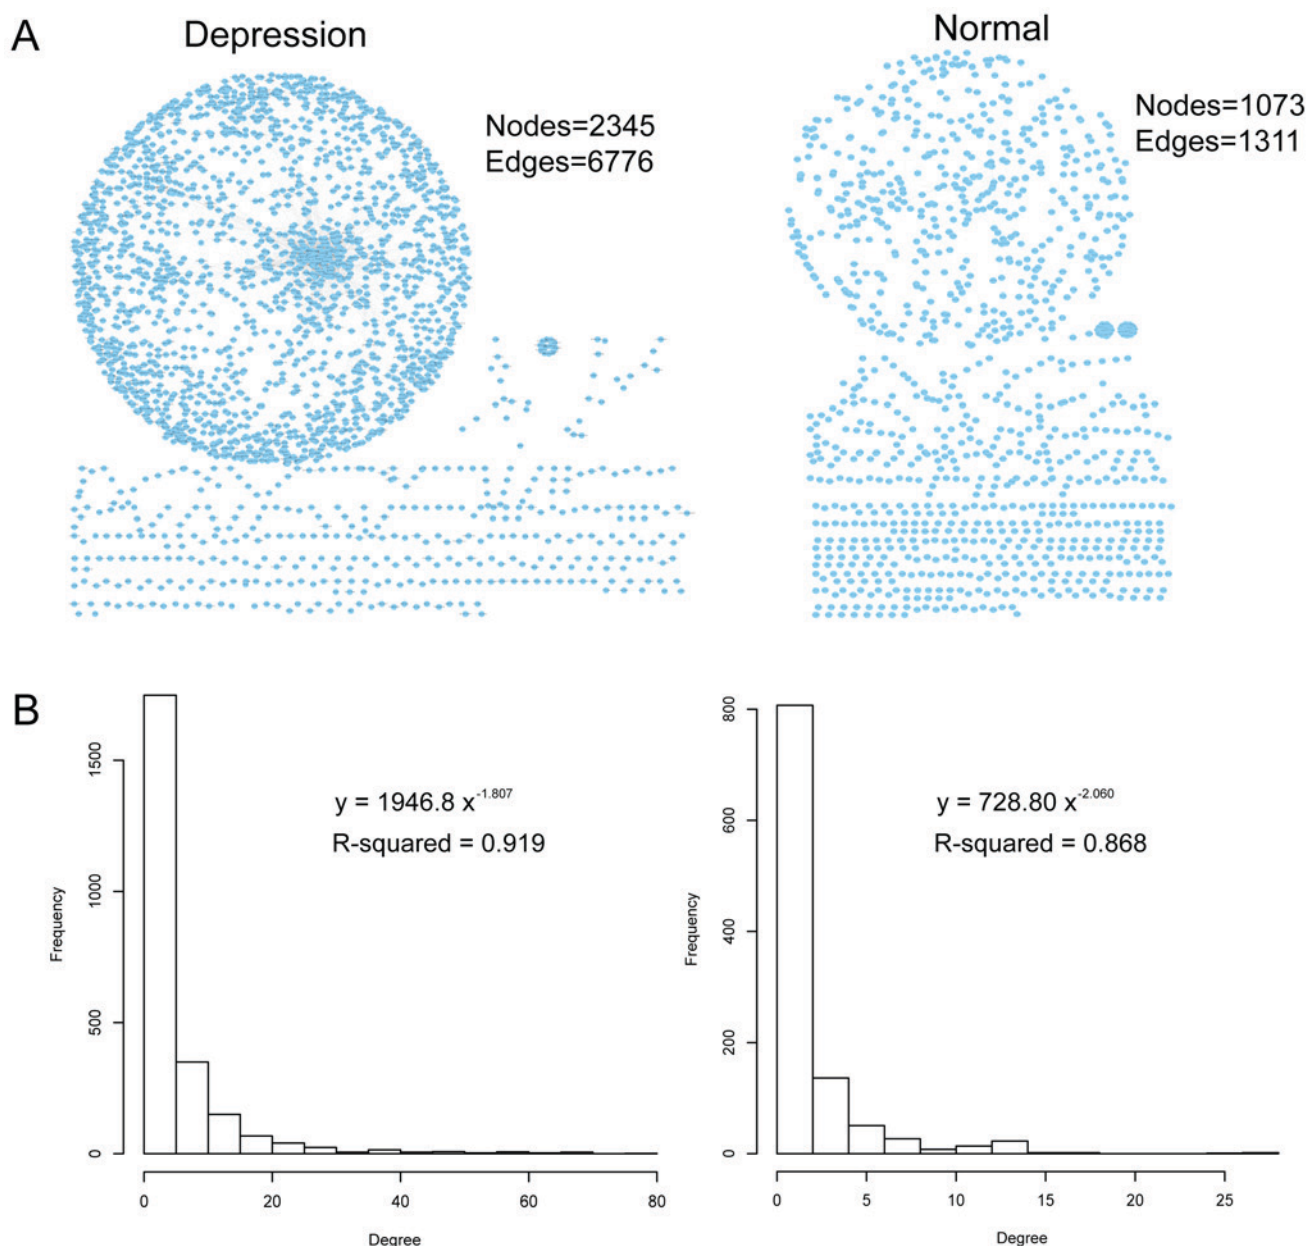 A
Depression
Nodes=2345
Edges=6776
Normal
Nodes=1073
Edges=1311
B
Frequency
1500
1000
500
0
y = 1946.8 x^-1.807
R-squared = 0.919
0 20 40 60 80
Degree
Frequency
800
600
400
200
0
y = 728.80 x^-2.060
R-squared = 0.868
0 5 10 15 20 25
Degree